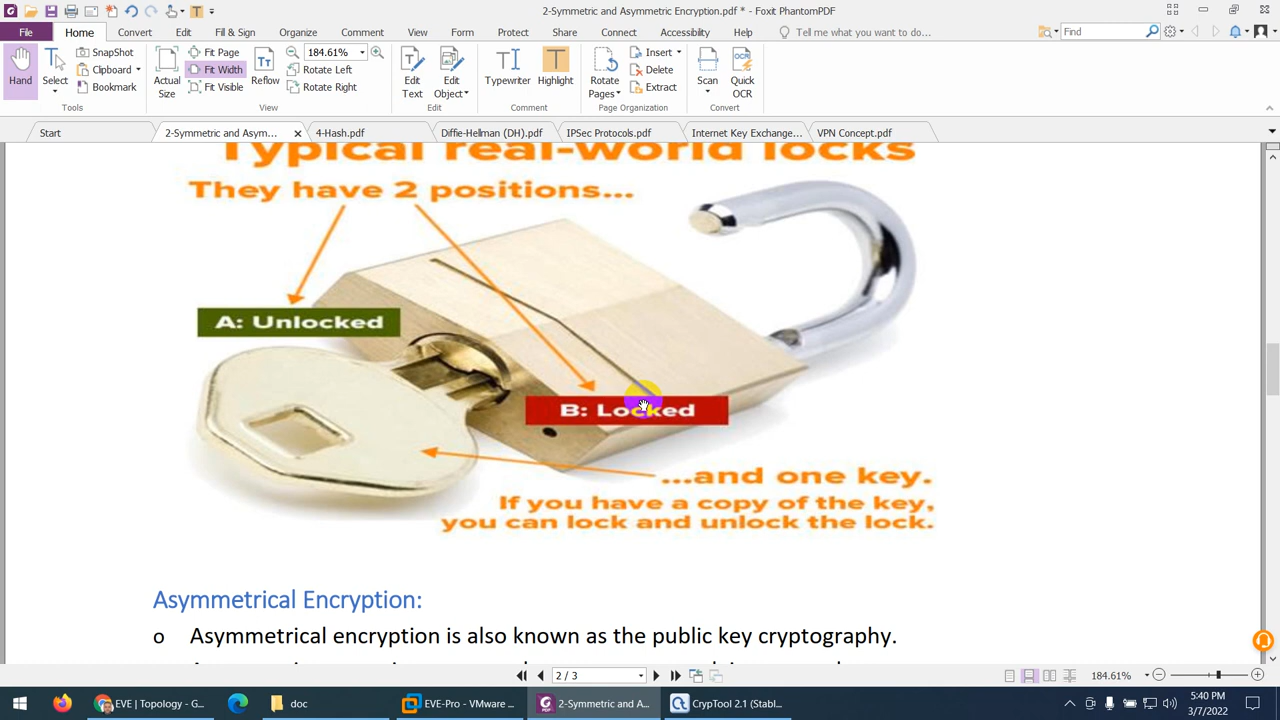 2-Symmetric and Asymmetric Encryption.pdf * - Foxit PhantomPDF
File
Home
Convert
Edit
Fill & Sign
Organize
Comment
View
Form
Protect
Share
Connect
Accessibility
Help
Tell me what you want to do...
Find
Hand
Select
SnapShot
Clipboard
Bookmark
Tools
Actual Size
Fit Page
Fit Width
Fit Visible
Reflow
184.61%
Rotate Left
Rotate Right
View
Edit Text
Edit Object
Edit
Typewriter
Highlight
Comment
Rotate Pages
Insert
Delete
Extract
Page Organization
Scan
Quick OCR
Convert
Start
2-Symmetric and Asym...
4-Hash.pdf
Diffie-Hellman (DH).pdf
IPSec Protocols.pdf
Internet Key Exchange...
VPN Concept.pdf
Typical real-world locks
They have 2 positions...
A: Unlocked
B: Locked
...and one key.
If you have a copy of the key,
you can lock and unlock the lock.
Asymmetrical Encryption:
o Asymmetrical encryption is also known as the public key cryptography.
2 / 3
184.61%
EVE | Topology - G...
doc
EVE-Pro - VMware ...
2-Symmetric and A...
CrypTool 2.1 (Stabl...
5:40 PM
3/7/2022